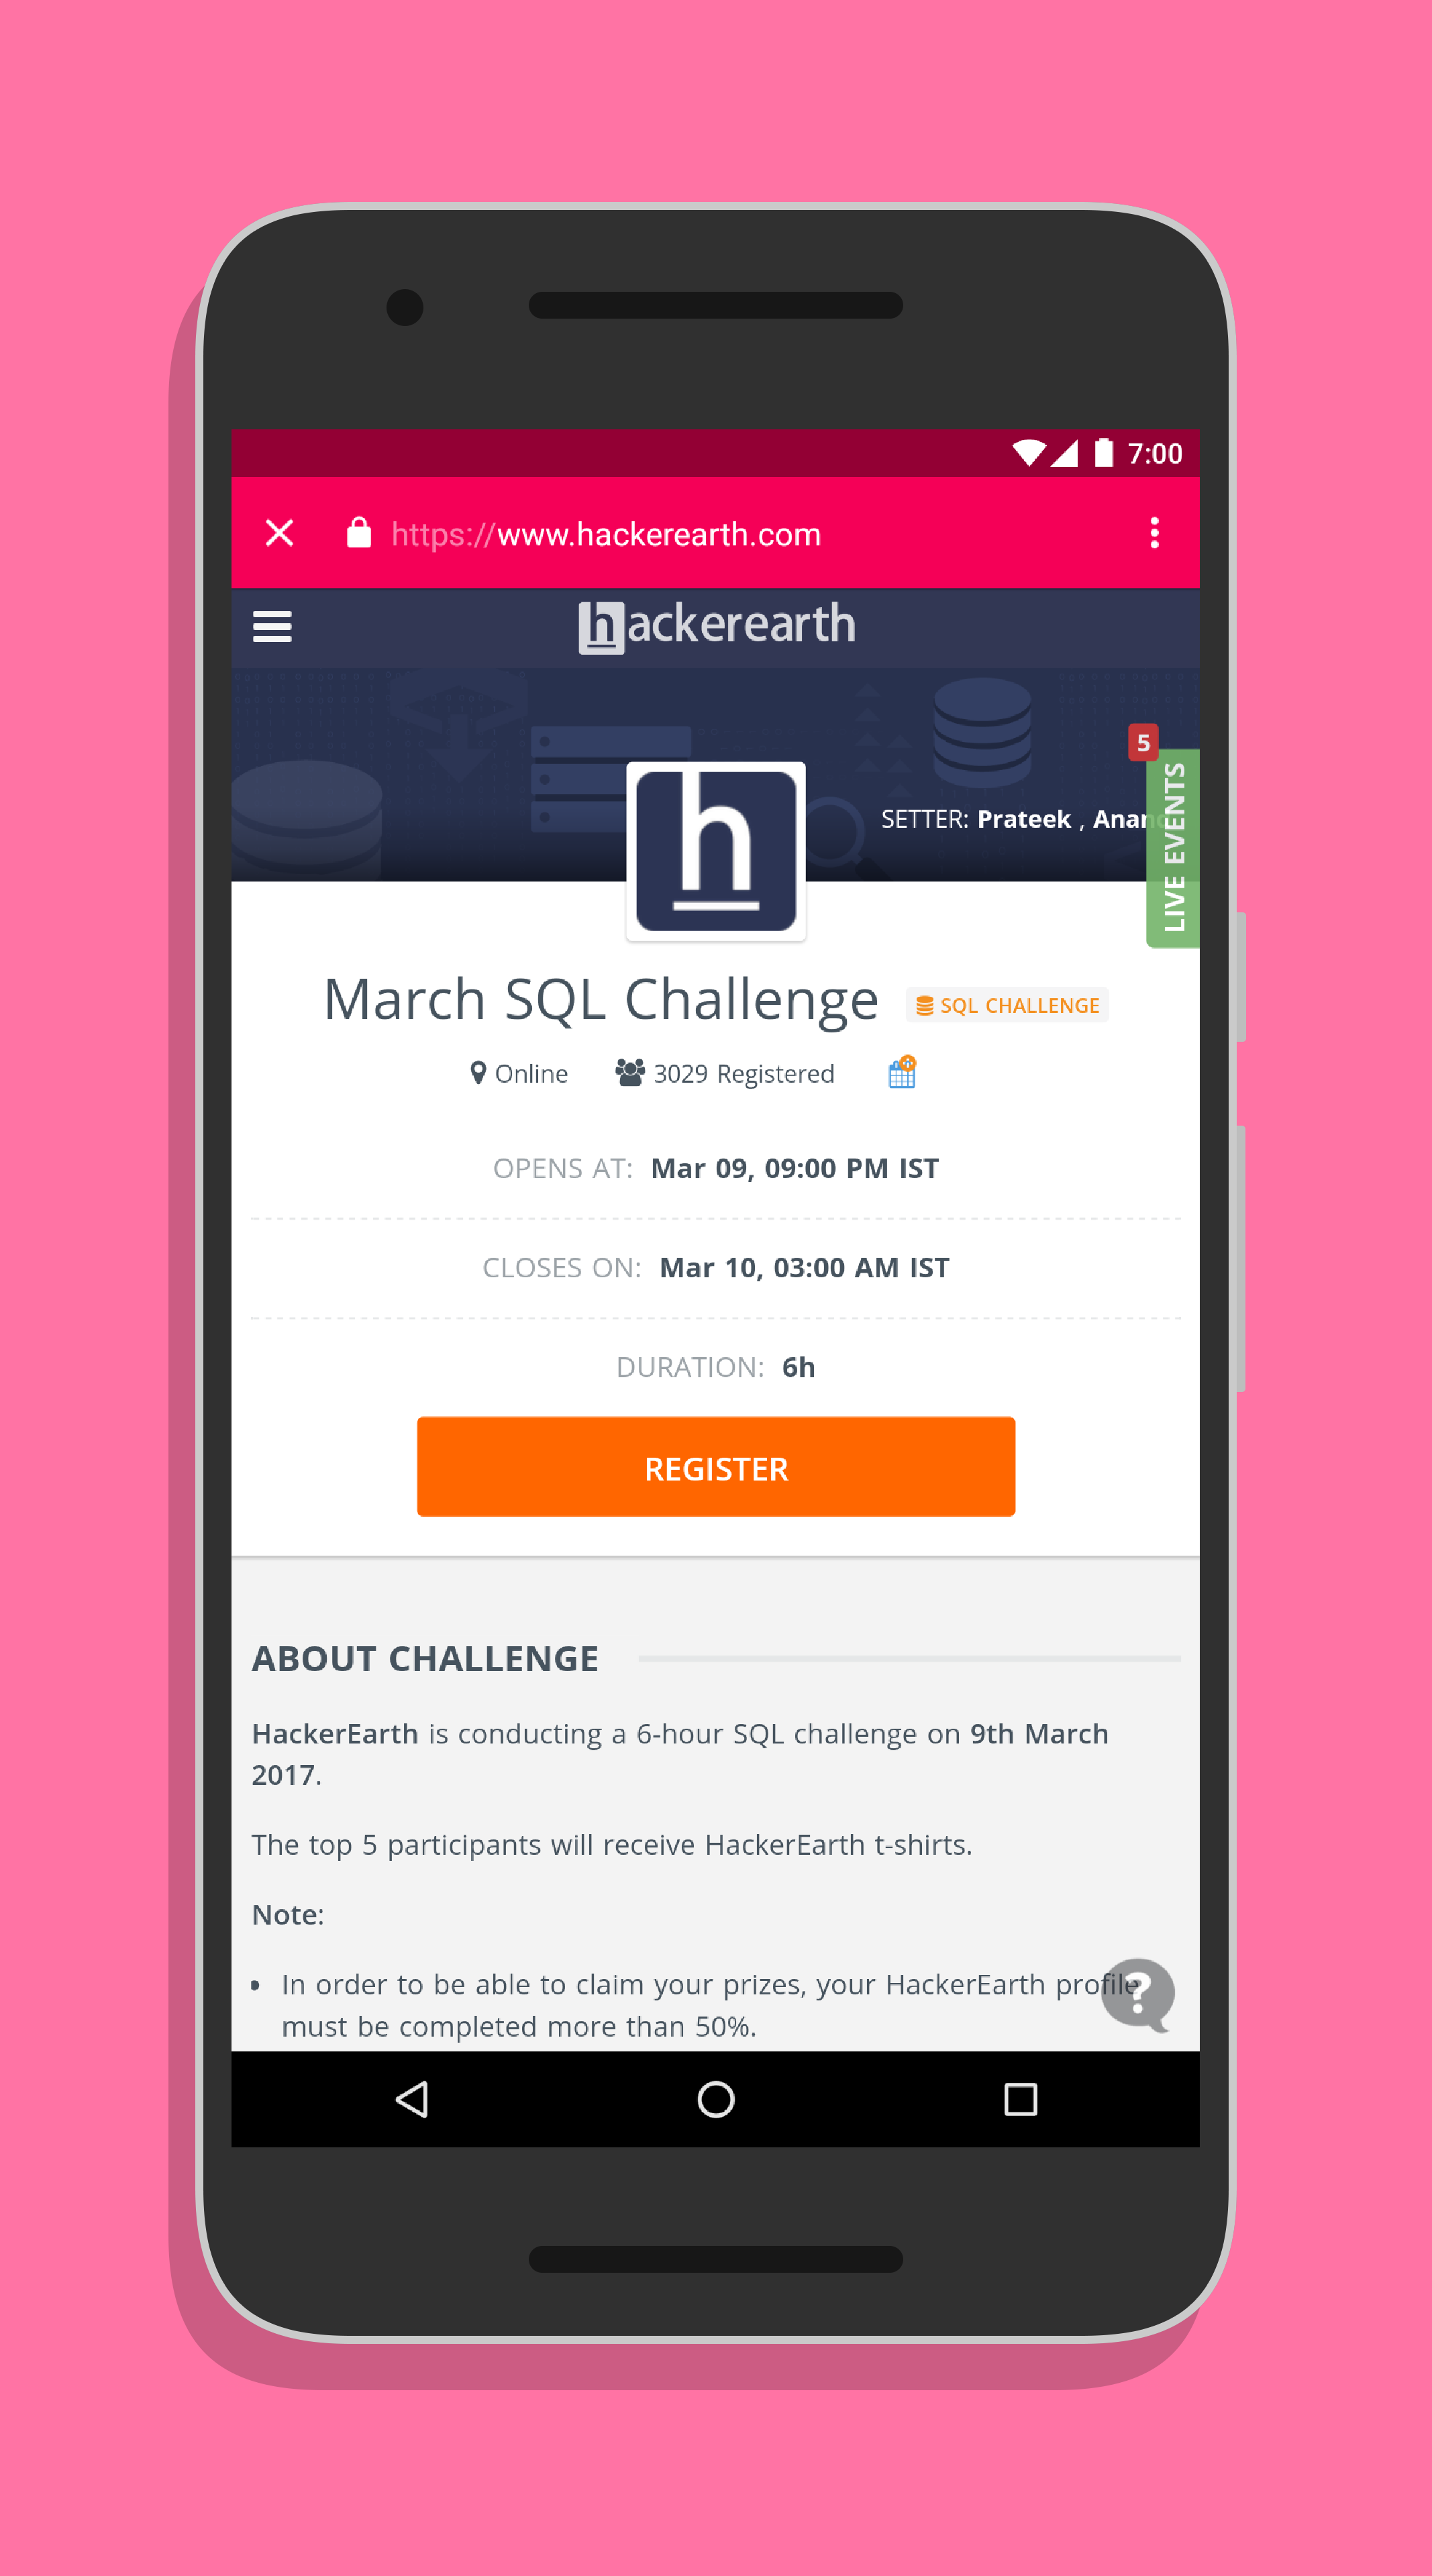 7:00
https://www.hackerearth.com
hackerearth
5
SETTER: Prateek ,
LIVE EVENTS
h
March SQL Challenge
SQL CHALLENGE
Online 3029 Registered
OPENS AT: Mar 09, 09:00 PM IST
CLOSES ON: Mar 10, 03:00 AM IST
DURATION: 6h
REGISTER
ABOUT CHALLENGE
HackerEarth is conducting a 6-hour SQL challenge on 9th March
2017.
The top 5 participants will receive HackerEarth t-shirts.
Note:
• In order to be able to claim your prizes, your HackerEarth profile
must be completed more than 50%.
?